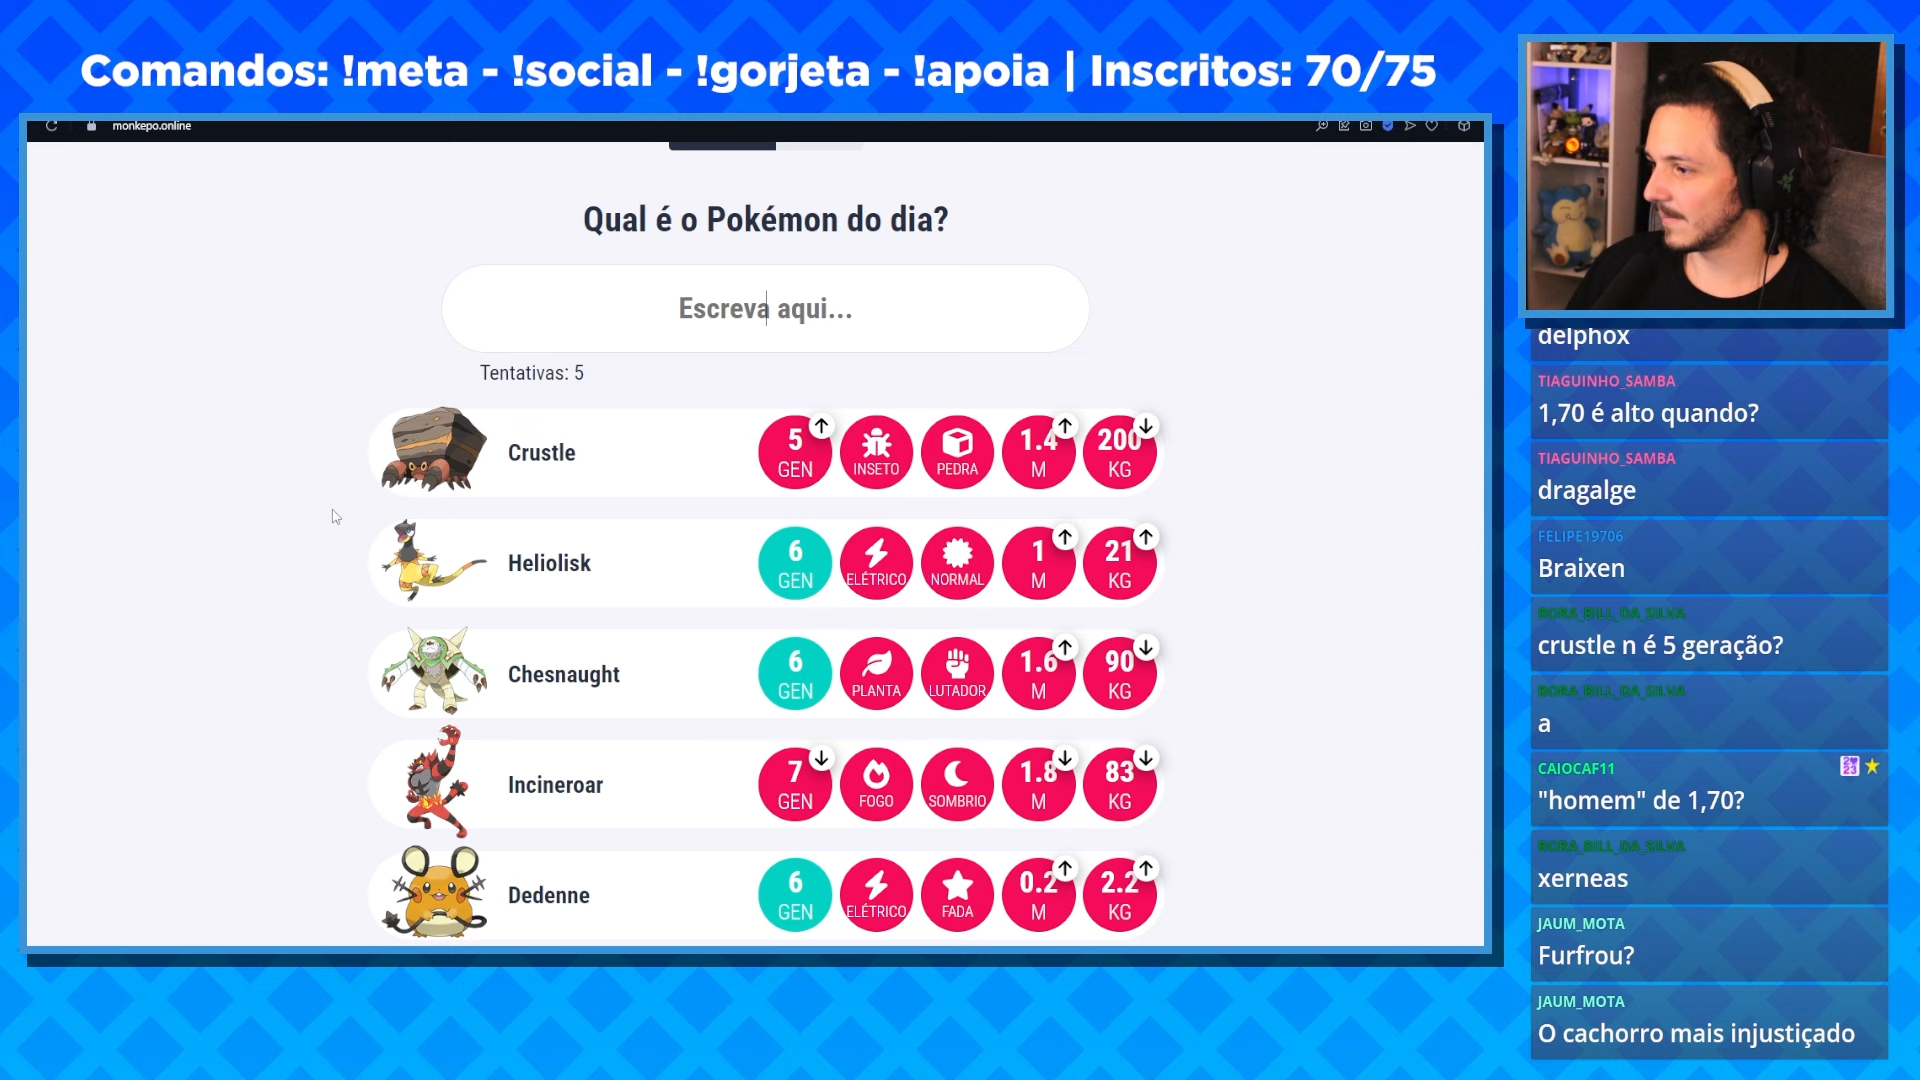 Comandos: !meta - !social - !gorjeta - !apoia | Inscritos: 70/75
monkepo.online
Qual é o Pokémon do dia?
Escreva aqui...
Tentativas: 5
Crustle
5 GEN
INSETO
PEDRA
1.4 M
200 KG
Heliolisk
6 GEN
ELÉTRICO
NORMAL
1 M
21 KG
Chesnaught
6 GEN
PLANTA
LUTADOR
1.6 M
90 KG
Incineroar
7 GEN
FOGO
SOMBRIO
1.8 M
83 KG
Dedenne
6 GEN
ELÉTRICO
FADA
0.2 M
2.2 KG
delphox
TIAGUINHO_SAMBA
1,70 é alto quando?
TIAGUINHO_SAMBA
dragalge
FELIPE19706
Braixen
BORA_BILL_DA_SILVA
crustle n é 5 geração?
BORA_BILL_DA_SILVA
a
CAIOCAF11
"homem" de 1,70?
BORA_BILL_DA_SILVA
xerneas
JAUM_MOTA
Furfrou?
JAUM_MOTA
O cachorro mais injustiçado